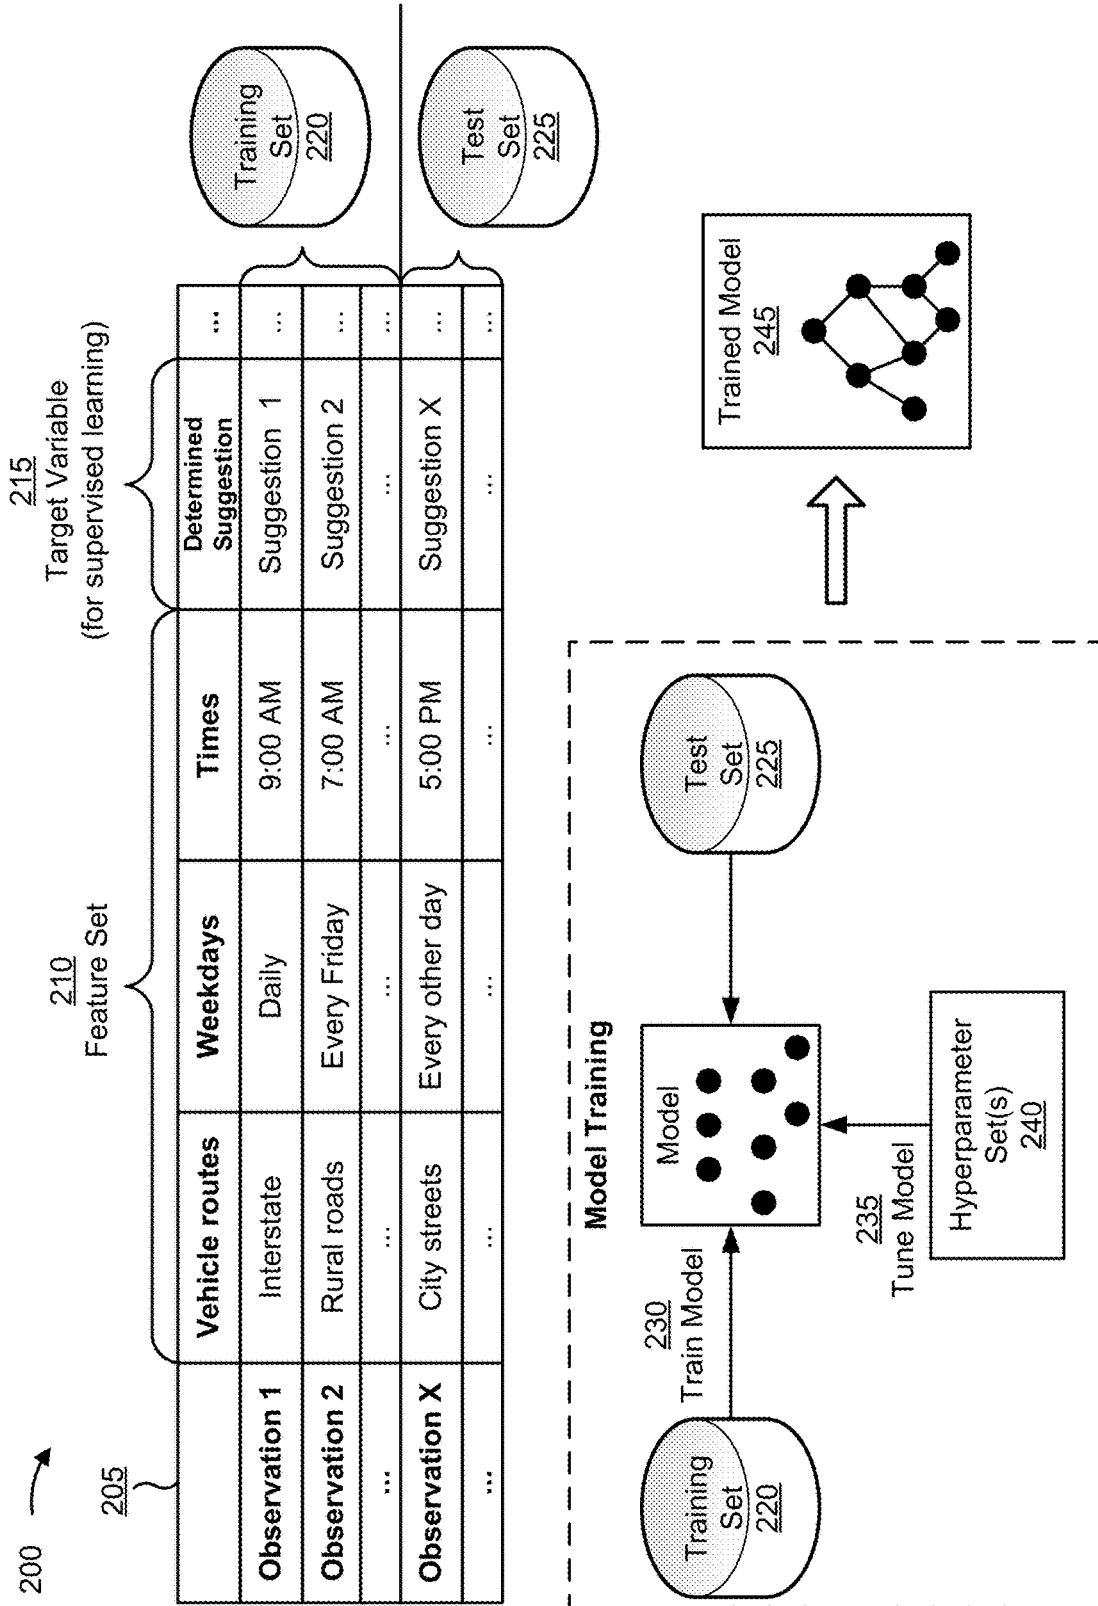 200
205
210
Feature Set
215
Target Variable
(for supervised learning)
Vehicle routes
Weekdays
Times
Determined
Suggestion
...
Observation 1
Interstate
Daily
9:00 AM
Suggestion 1
...
Observation 2
Rural roads
Every Friday
7:00 AM
Suggestion 2
...
...
...
...
...
...
...
Observation X
City streets
Every other day
5:00 PM
Suggestion X
...
...
...
...
...
...
...
Training
Set
220
Test
Set
225
Model Training
Training
Set
220
230
Train Model
Model
Test
Set
225
235
Tune Model
Hyperparameter
Set(s)
240
Trained Model
245